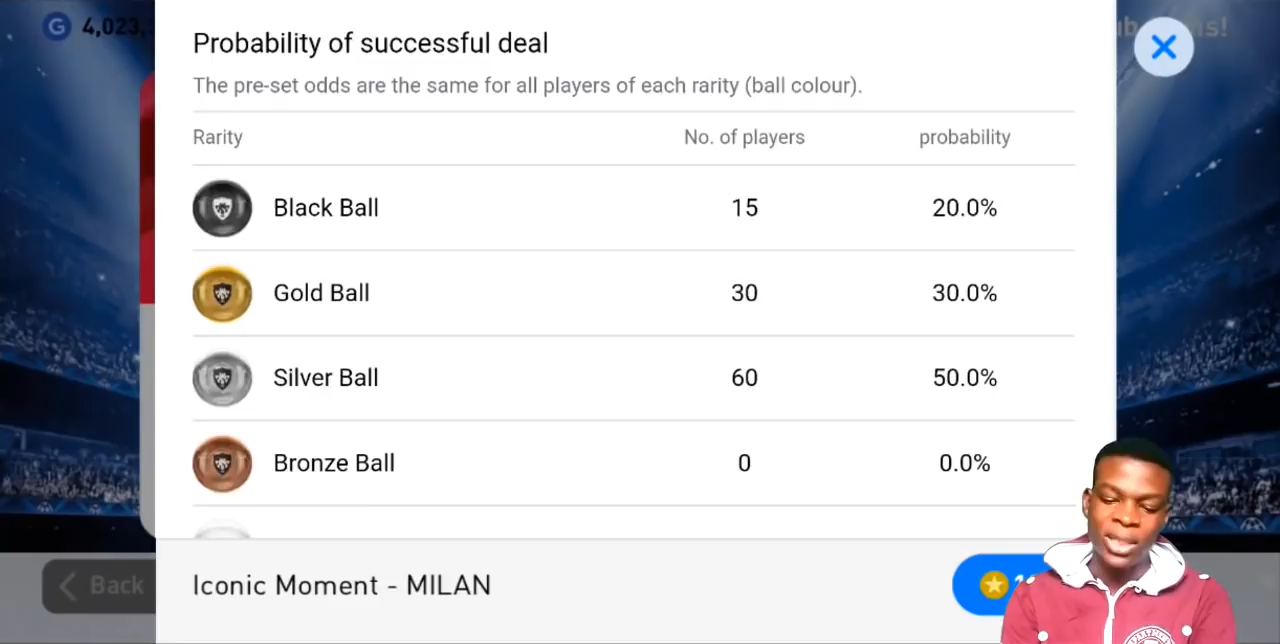 G 4,023,
Probability of successful deal
The pre-set odds are the same for all players of each rarity (ball colour).
Rarity No. of players probability
Black Ball 15 20.0%
Gold Ball 30 30.0%
Silver Ball 60 50.0%
Bronze Ball 0 0.0%
Back
Iconic Moment - MILAN